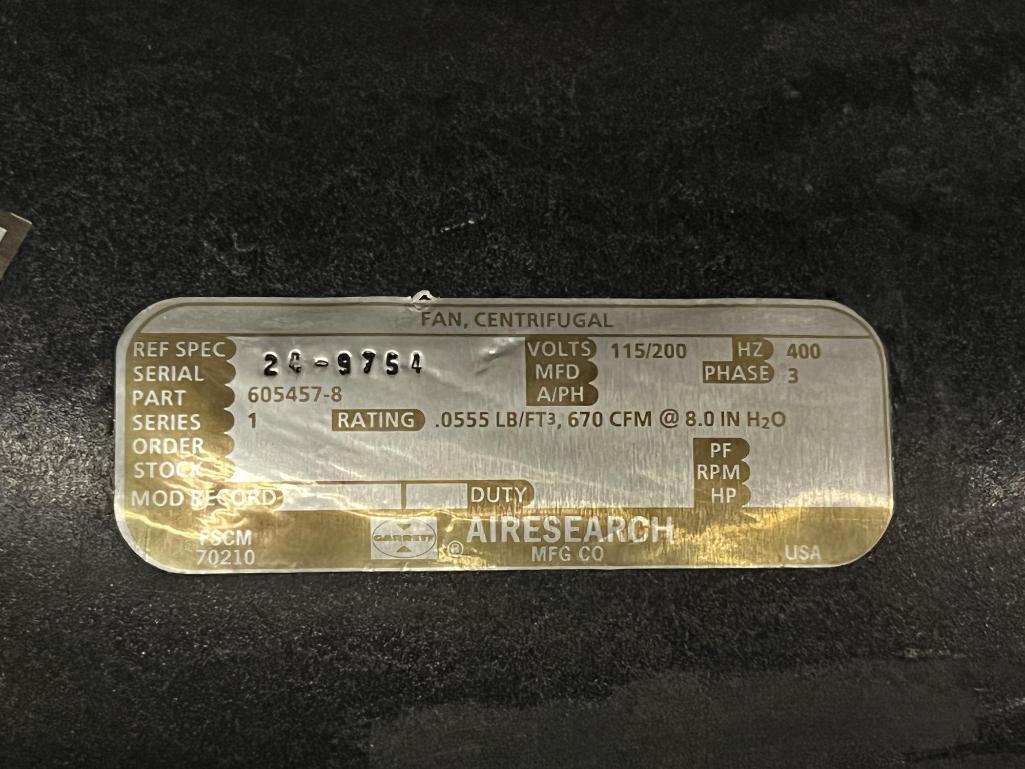 FAN, CENTRIFUGAL
REF SPEC VOLTS 115/200 HZ 400
SERIAL 24-9754 MFD PHASE 3
PART 605457-8 A/PH
SERIES 1 RATING .0555 LB/FT3, 670 CFM @ 8.0 IN H₂O
ORDER PF
STOCK RPM
MOD RECORD DUTY HP
FSCM 70210
GARRETT ® AIRESEARCH
MFG CO
USA